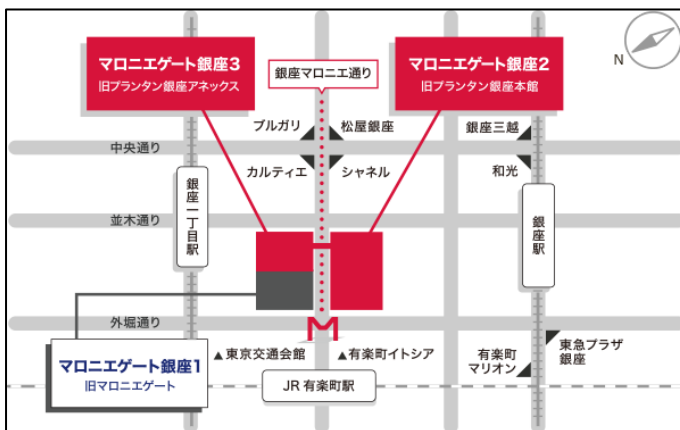 マロニエゲート銀座3
旧プランタン銀座アネックス
銀座マロニエ通り
マロニエゲート銀座2
旧プランタン銀座本館
N
ブルガリ
松屋銀座
銀座三越
中央通り
カルティエ
シャネル
和光
銀座一丁目駅
並木通り
銀座駅
外堀通り
マロニエゲート銀座1
旧マロニエゲート
▲東京交通会館
▲有楽町イトシア
有楽町
マリオン
東急プラザ
銀座
JR 有楽町駅